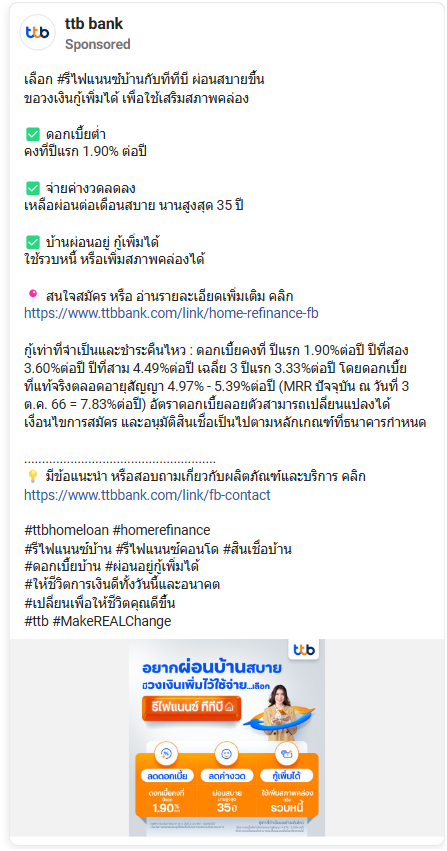 ttb
ttb bank
Sponsored
เลือก #รีไฟแนนซ์บ้านกับทีทีบี ผ่อนสบายขึ้น
ขอวงเงินกู้เพิ่มได้ เพื่อใช้เสริมสภาพคล่อง
✅ ดอกเบี้ยต่ำ
คงที่ปีแรก 1.90% ต่อปี
✅ จ่ายค่างวดลดลง
เหลือผ่อนต่อเดือนสบาย นานสูงสุด 35 ปี
✅ บ้านผ่อนอยู่ กู้เพิ่มได้
ใช้รวบหนี้ หรือเพิ่มสภาพคล่องได้
📍 สนใจสมัคร หรือ อ่านรายละเอียดเพิ่มเติม คลิก
https://www.ttbbank.com/link/home-refinance-fb
กู้เท่าที่จำเป็นและชำระคืนไหว : ดอกเบี้ยคงที่ ปีแรก 1.90%ต่อปี ปีที่สอง
3.60%ต่อปี ปีที่สาม 4.49%ต่อปี เฉลี่ย 3 ปีแรก 3.33%ต่อปี โดยดอกเบี้ย
ที่แท้จริงตลอดอายุสัญญา 4.97% - 5.39%ต่อปี (MRR ปัจจุบัน ณ วันที่ 3
ต.ค. 66 = 7.83%ต่อปี) อัตราดอกเบี้ยลอยตัวสามารถเปลี่ยนแปลงได้
เงื่อนไขการสมัคร และอนุมัติสินเชื่อเป็นไปตามหลักเกณฑ์ที่ธนาคารกำหนด
......................................................
💡 มีข้อแนะนำ หรือสอบถามเกี่ยวกับผลิตภัณฑ์และบริการ คลิก
https://www.ttbbank.com/link/fb-contact
#ttbhomeloan #homerefinance
#รีไฟแนนซ์บ้าน #รีไฟแนนซ์คอนโด #สินเชื่อบ้าน
#ดอกเบี้ยบ้าน #ผ่อนอยู่กู้เพิ่มได้
#ให้ชีวิตการเงินดีทั้งวันนี้และอนาคต
#เปลี่ยนเพื่อให้ชีวิตคุณดีขึ้น
#ttb #MakeREALChange
ttb
อยากผ่อนบ้านสบาย
มีวงเงินเพิ่มไว้ใช้จ่าย...เลือก
รีไฟแนนซ์ ทีทีบี
ลดดอกเบี้ย ลดค่างวด กู้เพิ่มได้
ดอกเบี้ยคงที่ ปีแรก 1.90%
ผ่อนสบาย นานสูงสุด 35ปี
ใช้เพิ่มสภาพคล่อง หรือ รวบหนี้